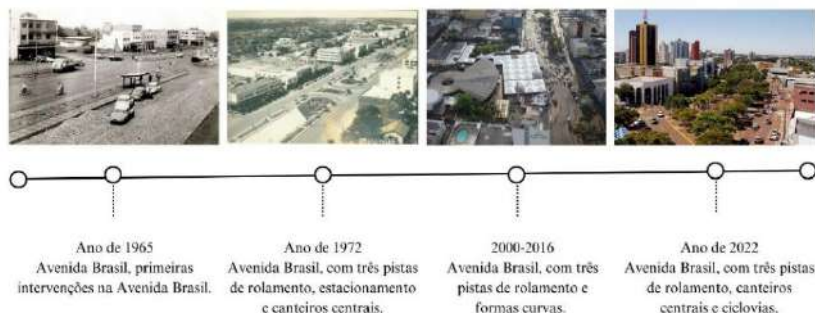 Ano de 1965
Avenida Brasil, primeiras
intervenções na Avenida Brasil.
Ano de 1972
Avenida Brasil, com três pistas
de rolamento, estacionamento
e canteiros centrais.
2000-2016
Avenida Brasil, com três
pistas de rolamento e
formas curvas.
Ano de 2022
Avenida Brasil, com três pistas
de rolamento, canteiros
centrais e ciclovias.